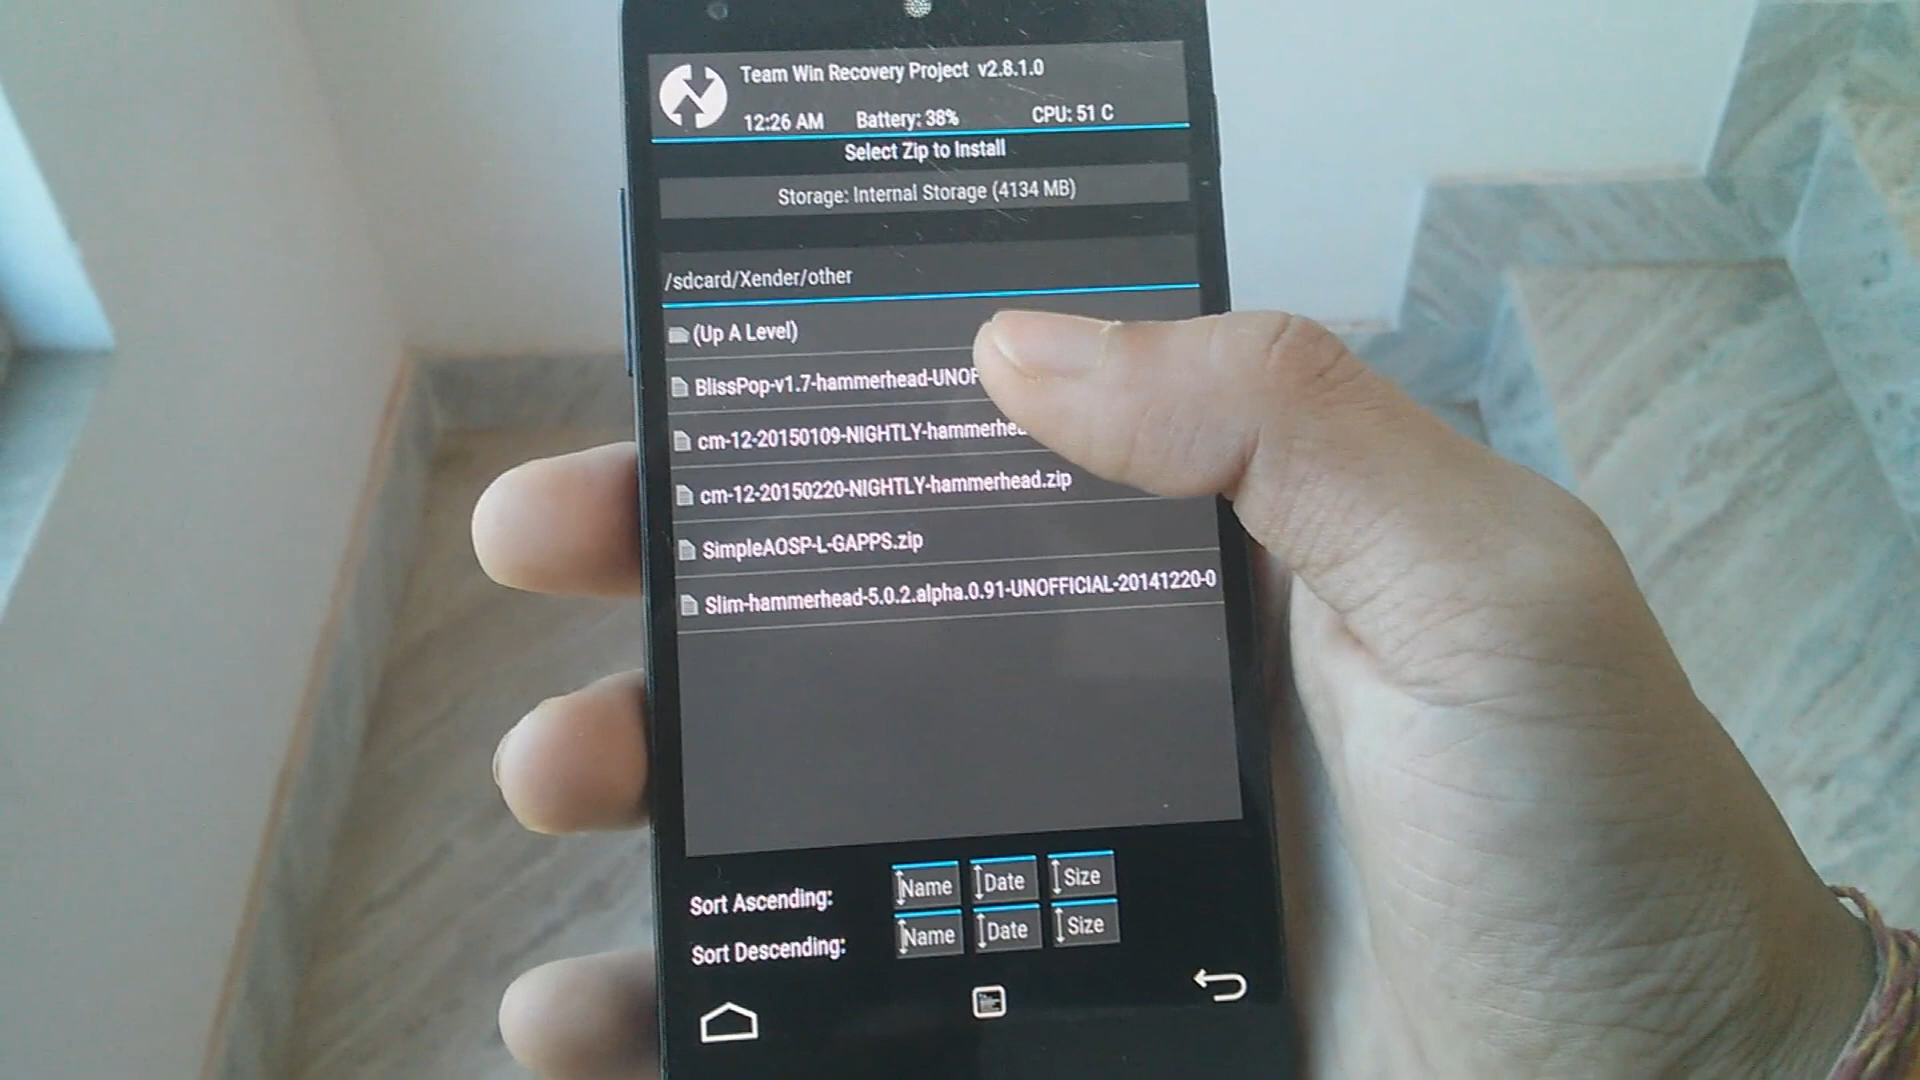 Team Win Recovery Project v2.8.1.0
12:26 AM Battery: 38% CPU: 51 C
Select Zip to Install
Storage: Internal Storage (4134 MB)
/sdcard/Xender/other
(Up A Level)
BlissPop-v1.7-hammerhead-UNOF
cm-12-20150109-NIGHTLY-hammerhe
cm-12-20150220-NIGHTLY-hammerhead.zip
SimpleAOSP-L-GAPPS.zip
Slim-hammerhead-5.0.2.alpha.0.91-UNOFFICIAL-20141220-0
Sort Ascending: Name Date Size
Sort Descending: Name Date Size